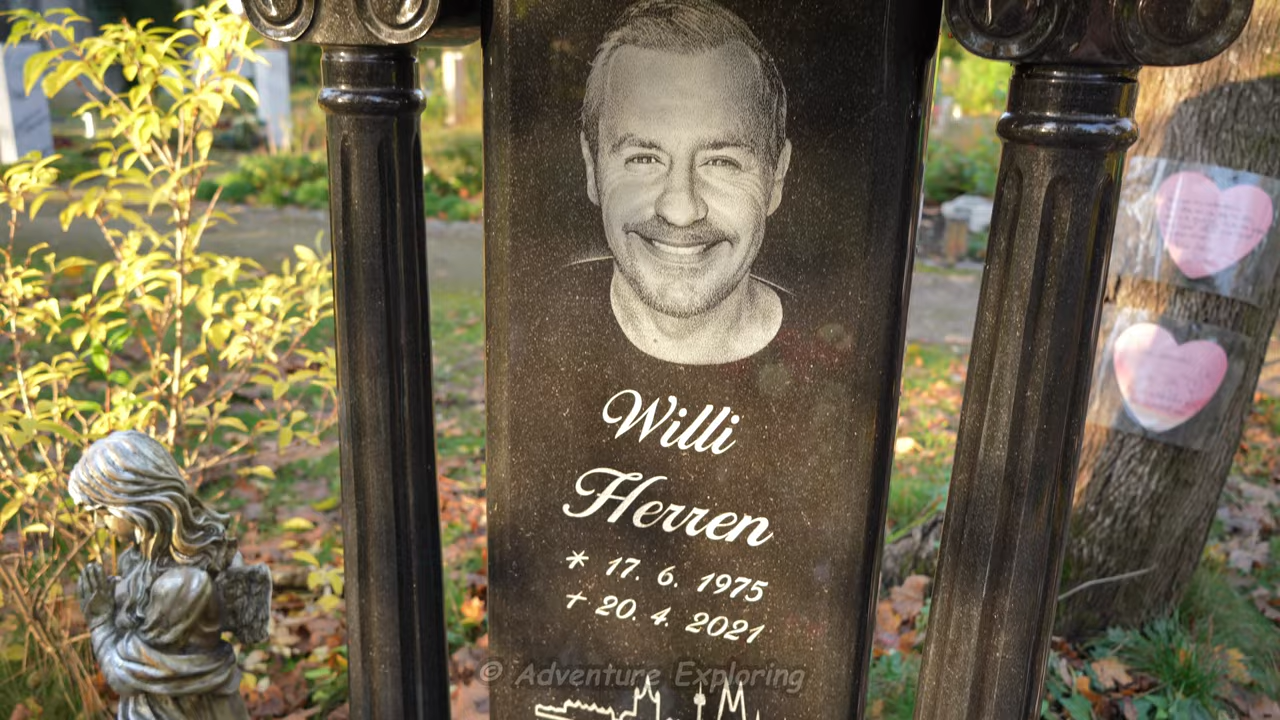 Willi
Herren
* 17. 6. 1975
† 20. 4. 2021
© Adventure Exploring